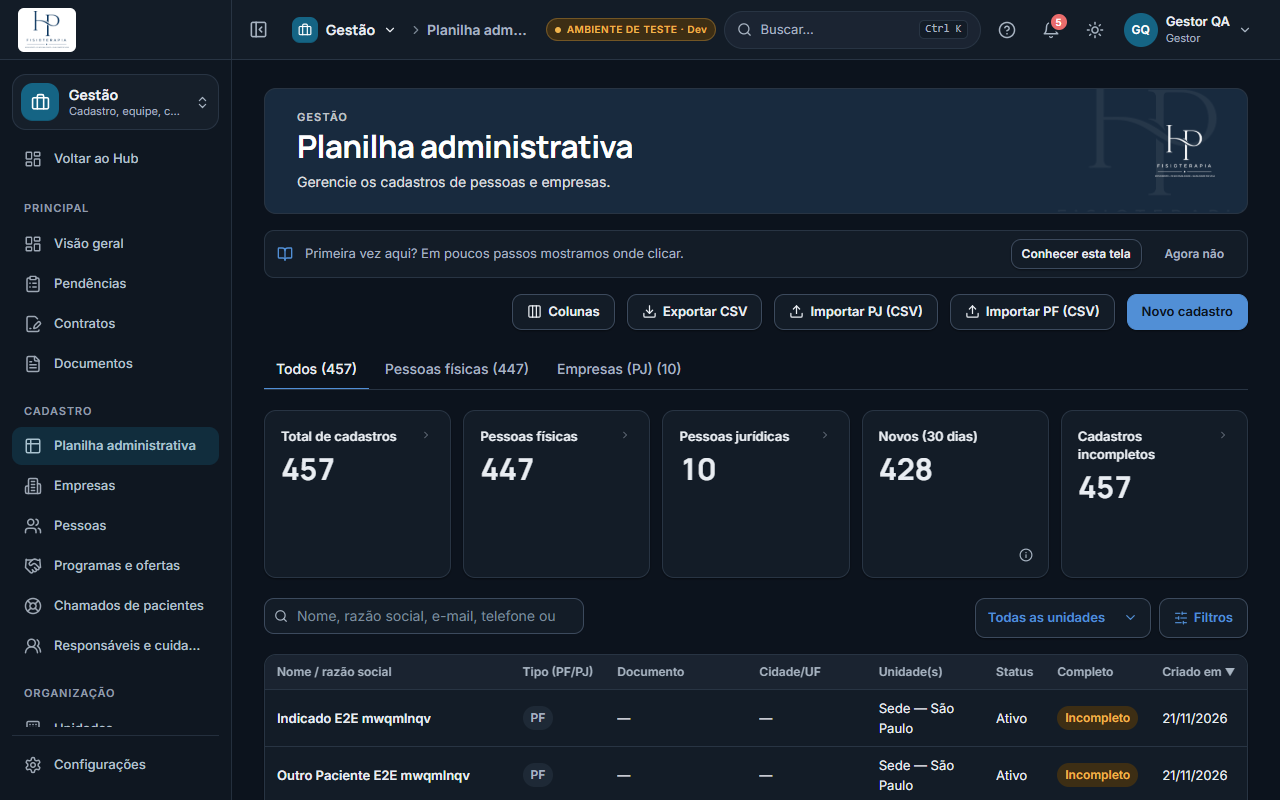 HP
FISIOTERAPIA
Gestão
Planilha adm...
AMBIENTE DE TESTE · Dev
Buscar...
Ctrl K
5
GQ
Gestor QA
Gestor
Gestão
Cadastro, equipe, c...
Voltar ao Hub
PRINCIPAL
Visão geral
Pendências
Contratos
Documentos
CADASTRO
Planilha administrativa
Empresas
Pessoas
Programas e ofertas
Chamados de pacientes
Responsáveis e cuida...
ORGANIZAÇÃO
Unidades
Configurações
GESTÃO
Planilha administrativa
Gerencie os cadastros de pessoas e empresas.
HP
FISIOTERAPIA
Primeira vez aqui? Em poucos passos mostramos onde clicar.
Conhecer esta tela
Agora não
Colunas
Exportar CSV
Importar PJ (CSV)
Importar PF (CSV)
Novo cadastro
Todos (457)
Pessoas físicas (447)
Empresas (PJ) (10)
Total de cadastros
457
Pessoas físicas
447
Pessoas jurídicas
10
Novos (30 dias)
428
Cadastros
incompletos
457
Nome, razão social, e-mail, telefone ou
Todas as unidades
Filtros
Nome / razão social Tipo (PF/PJ) Documento Cidade/UF Unidade(s) Status Completo Criado em ▼
Indicado E2E mwqmlnqv PF — — Sede — São Paulo Ativo Incompleto 21/11/2026
Outro Paciente E2E mwqmlnqv PF — — Sede — São Paulo Ativo Incompleto 21/11/2026